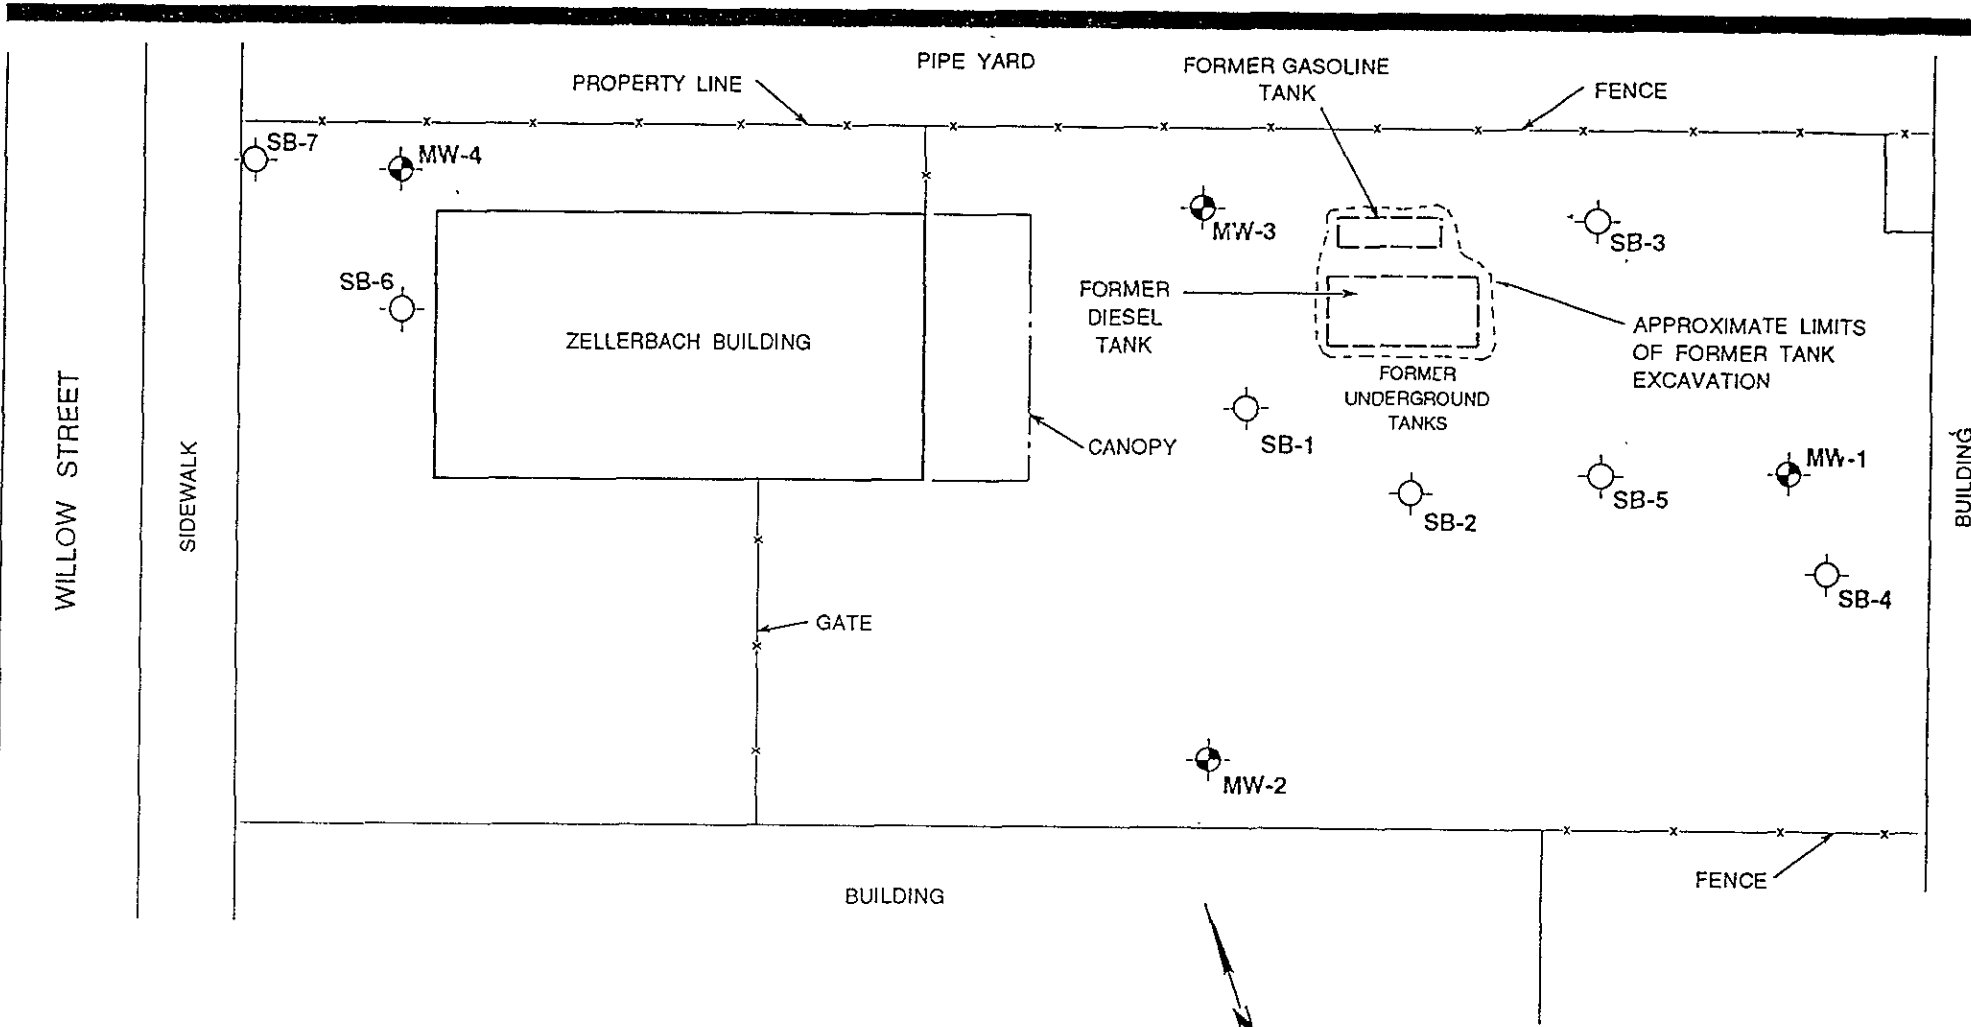 PIPE YARD
PROPERTY LINE
FORMER GASOLINE
TANK
FENCE
SB-7
MW-4
MW-3
SB-3
SB-6
FORMER
DIESEL
TANK
ZELLERBACH BUILDING
APPROXIMATE LIMITS
OF FORMER TANK
EXCAVATION
FORMER
UNDERGROUND
TANKS
CANOPY
SB-1
SB-2
SB-5
MW-1
SB-4
WILLOW STREET
SIDEWALK
BUILDING
GATE
MW-2
FENCE
BUILDING